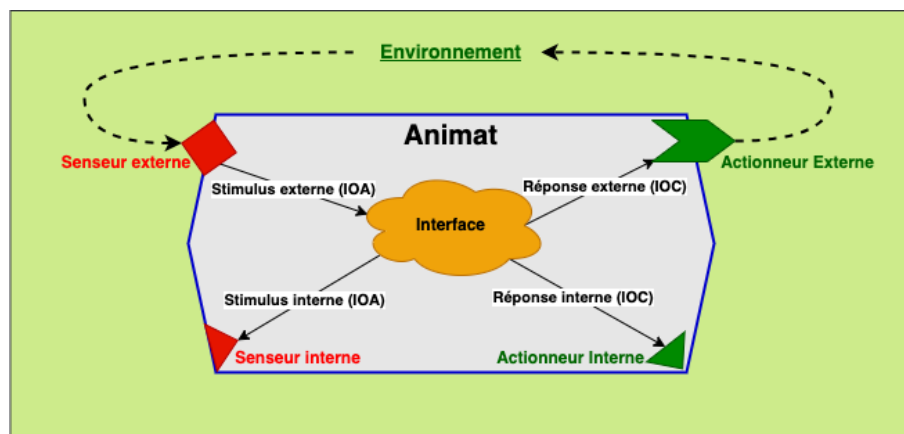 Environnement
Animat
Senseur externe
Actionneur Externe
Stimulus externe (IOA)
Réponse externe (IOC)
Interface
Stimulus interne (IOA)
Réponse interne (IOC)
Senseur interne
Actionneur Interne